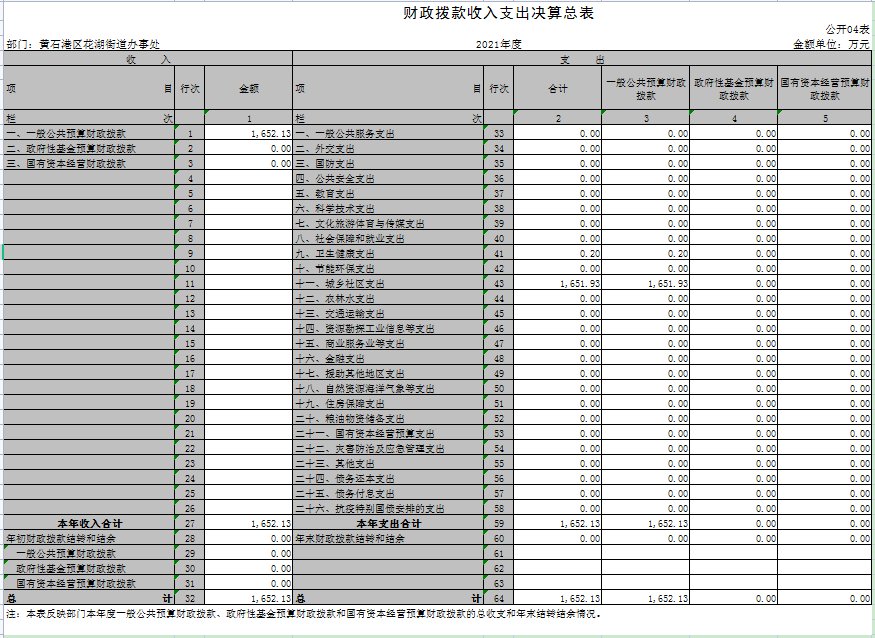 财政拨款收入支出决算总表
公开04表
部门：黄石港区花湖街道办事处 2021年度 金额单位：万元
收 入 支 出
项 目 行次 金额 项 目 行次 合计 一般公共预算财政拨款 政府性基金预算财政拨款 国有资本经营预算财政拨款
栏 次 1 栏 次 2 3 4 5
一、一般公共预算财政拨款 1 1,652.13 一、一般公共服务支出 33 0.00 0.00 0.00 0.00
二、政府性基金预算财政拨款 2 0.00 二、外交支出 34 0.00 0.00 0.00 0.00
三、国有资本经营财政拨款 3 0.00 三、国防支出 35 0.00 0.00 0.00 0.00
4 四、公共安全支出 36 0.00 0.00 0.00 0.00
5 五、教育支出 37 0.00 0.00 0.00 0.00
6 六、科学技术支出 38 0.00 0.00 0.00 0.00
7 七、文化旅游体育与传媒支出 39 0.00 0.00 0.00 0.00
8 八、社会保障和就业支出 40 0.00 0.00 0.00 0.00
9 九、卫生健康支出 41 0.20 0.20 0.00 0.00
10 十、节能环保支出 42 0.00 0.00 0.00 0.00
11 十一、城乡社区支出 43 1,651.93 1,651.93 0.00 0.00
12 十二、农林水支出 44 0.00 0.00 0.00 0.00
13 十三、交通运输支出 45 0.00 0.00 0.00 0.00
14 十四、资源勘探工业信息等支出 46 0.00 0.00 0.00 0.00
15 十五、商业服务业等支出 47 0.00 0.00 0.00 0.00
16 十六、金融支出 48 0.00 0.00 0.00 0.00
17 十七、援助其他地区支出 49 0.00 0.00 0.00 0.00
18 十八、自然资源海洋气象等支出 50 0.00 0.00 0.00 0.00
19 十九、住房保障支出 51 0.00 0.00 0.00 0.00
20 二十、粮油物资储备支出 52 0.00 0.00 0.00 0.00
21 二十一、国有资本经营预算支出 53 0.00 0.00 0.00 0.00
22 二十二、灾害防治及应急管理支出 54 0.00 0.00 0.00 0.00
23 二十三、其他支出 55 0.00 0.00 0.00 0.00
24 二十四、债务还本支出 56 0.00 0.00 0.00 0.00
25 二十五、债务付息支出 57 0.00 0.00 0.00 0.00
26 二十六、抗疫特别国债安排的支出 58 0.00 0.00 0.00 0.00
本年收入合计 27 1,652.13 本年支出合计 59 1,652.13 1,652.13 0.00 0.00
年初财政拨款结转和结余 28 0.00 年末财政拨款结转和结余 60 0.00 0.00 0.00 0.00
一般公共预算财政拨款 29 0.00 61
政府性基金预算财政拨款 30 0.00 62
国有资本经营预算财政拨款 31 0.00 63
总 计 32 1,652.13 总 计 64 1,652.13 1,652.13 0.00 0.00
注：本表反映部门本年度一般公共预算财政拨款、政府性基金预算财政拨款和国有资本经营预算财政拨款的总收支和年末结转结余情况。